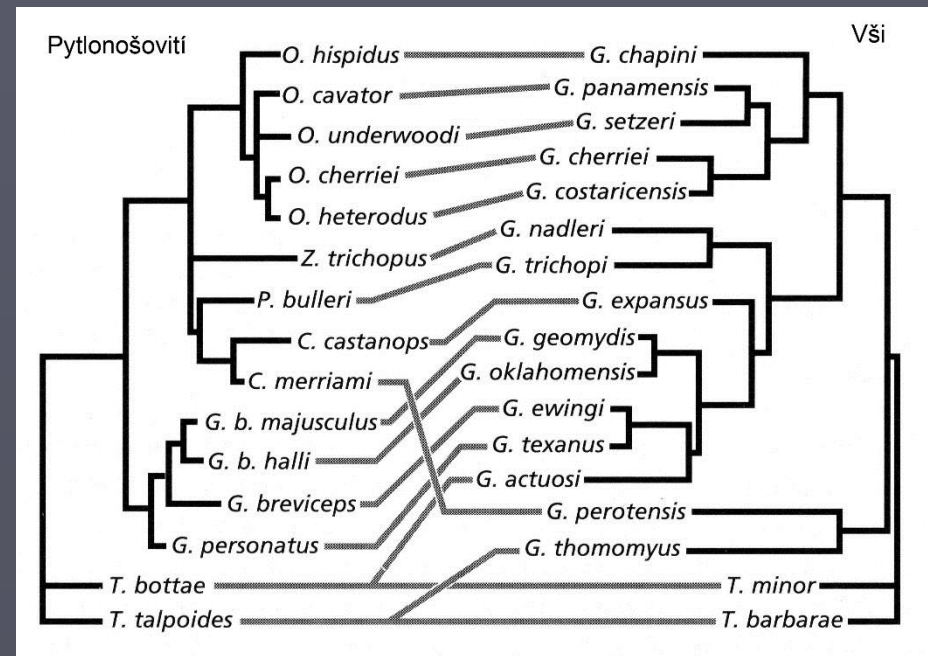 Pytlonošovití
Vši
O. hispidus
G. chapini
O. cavator
G. panamensis
O. underwoodi
G. setzeri
O. cherriei
G. cherriei
O. heterodus
G. costaricensis
Z. trichopus
G. nadleri
P. bulleri
G. trichopi
C. castanops
G. expansus
C. merriami
G. geomydis
G. oklahomensis
G. b. majusculus
G. ewingi
G. b. halli
G. texanus
G. breviceps
G. actuosi
G. personatus
G. perotensis
G. thomomyus
T. bottae
T. minor
T. talpoides
T. barbarae